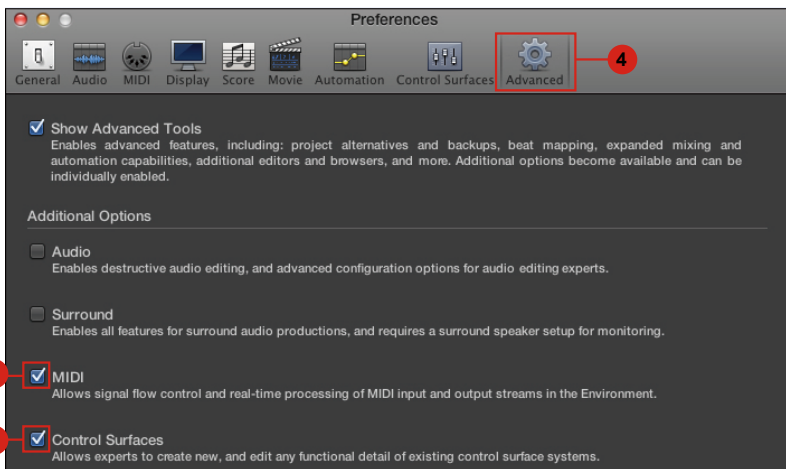 Preferences
General Audio MIDI Display Score Movie Automation Control Surfaces Advanced
4
Show Advanced Tools
Enables advanced features, including: project alternatives and backups, beat mapping, expanded mixing and
automation capabilities, additional editors and browsers, and more. Additional options become available and can be
individually enabled.
Additional Options
Audio
Enables destructive audio editing, and advanced configuration options for audio editing experts.
Surround
Enables all features for surround audio productions, and requires a surround speaker setup for monitoring.
MIDI
Allows signal flow control and real-time processing of MIDI input and output streams in the Environment.
Control Surfaces
Allows experts to create new, and edit any functional detail of existing control surface systems.